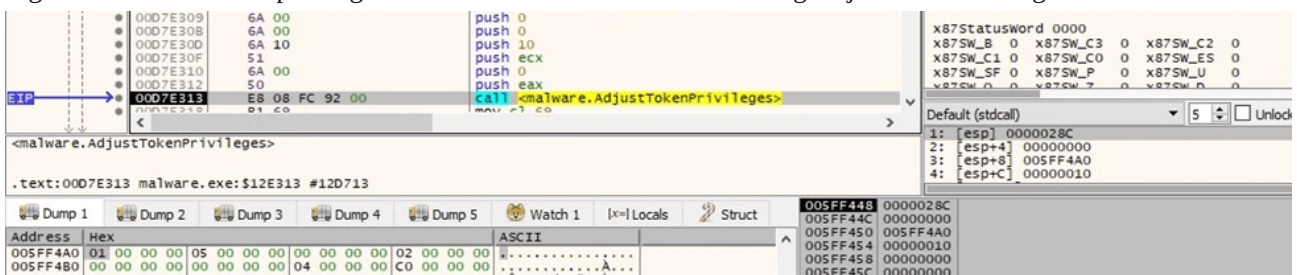 00D7E309 6A 00 push 0
00D7E30B 6A 00 push 0
00D7E30D 6A 10 push 10
00D7E30F 51 push ecx
00D7E310 6A 00 push 0
00D7E312 50 push eax
EIP 00D7E313 E8 08 FC 92 00 call <malware.AdjustTokenPrivileges>
x87StatusWord 0000
x87SW_B 0 x87SW_C3 0 x87SW_C2 0
x87SW_C1 0 x87SW_C0 0 x87SW_ES 0
x87SW_SF 0 x87SW_P 0 x87SW_U 0
Default (stdcall) 5 Unlock
1: [esp] 0000028C
2: [esp+4] 00000000
3: [esp+8] 005FF4A0
4: [esp+C] 00000010
<malware.AdjustTokenPrivileges>
.text:00D7E313 malware.exe:$12E313 #12D713
Dump 1 Dump 2 Dump 3 Dump 4 Dump 5 Watch 1 [x=] Locals Struct
Address Hex ASCII
005FF4A0 01 00 00 00 05 00 00 00 00 00 00 00 02 00 00 00 ................
005FF4B0 00 00 00 00 00 00 00 00 04 00 00 00 C0 00 00 00 ............À...
005FF448 0000028C
005FF44C 00000000
005FF450 005FF4A0
005FF454 00000010
005FF458 00000000
005FF45C 00000000